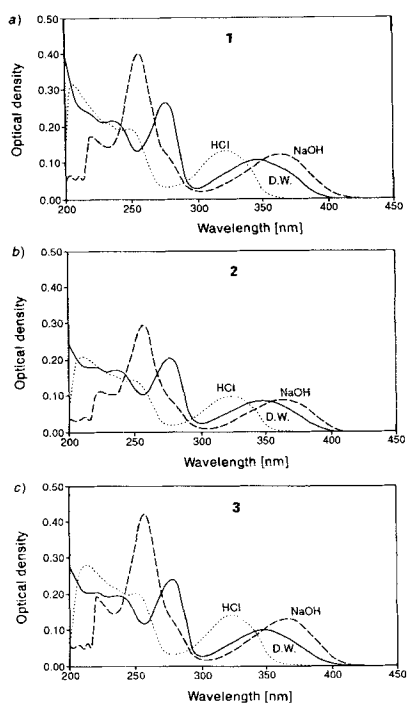 a)
0.50
1
0.40
0.30
0.20
0.10
0.00
Optical density
HCl
NaOH
D.W.
200 250 300 350 400 450
Wavelength [nm]
b)
0.50
2
0.40
0.30
0.20
0.10
0.00
Optical density
HCl
NaOH
D.W.
200 250 300 350 400 450
Wavelength [nm]
c)
0.50
3
0.40
0.30
0.20
0.10
0.00
Optical density
HCl
NaOH
D.W.
200 250 300 350 400 450
Wavelength [nm]